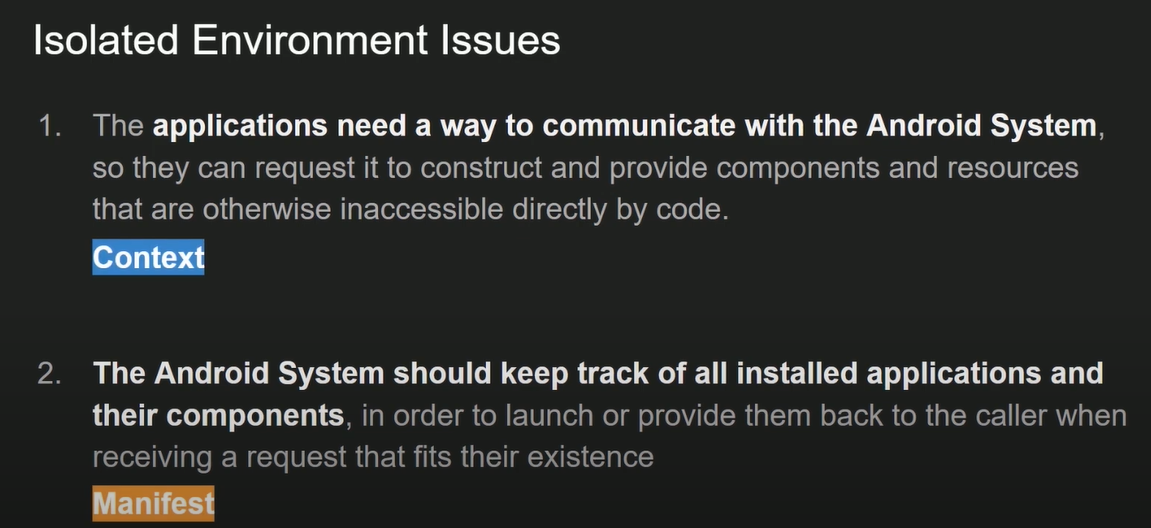 Isolated Environment Issues
1. The applications need a way to communicate with the Android System,
so they can request it to construct and provide components and resources
that are otherwise inaccessible directly by code.
Context
2. The Android System should keep track of all installed applications and
their components, in order to launch or provide them back to the caller when
receiving a request that fits their existence
Manifest